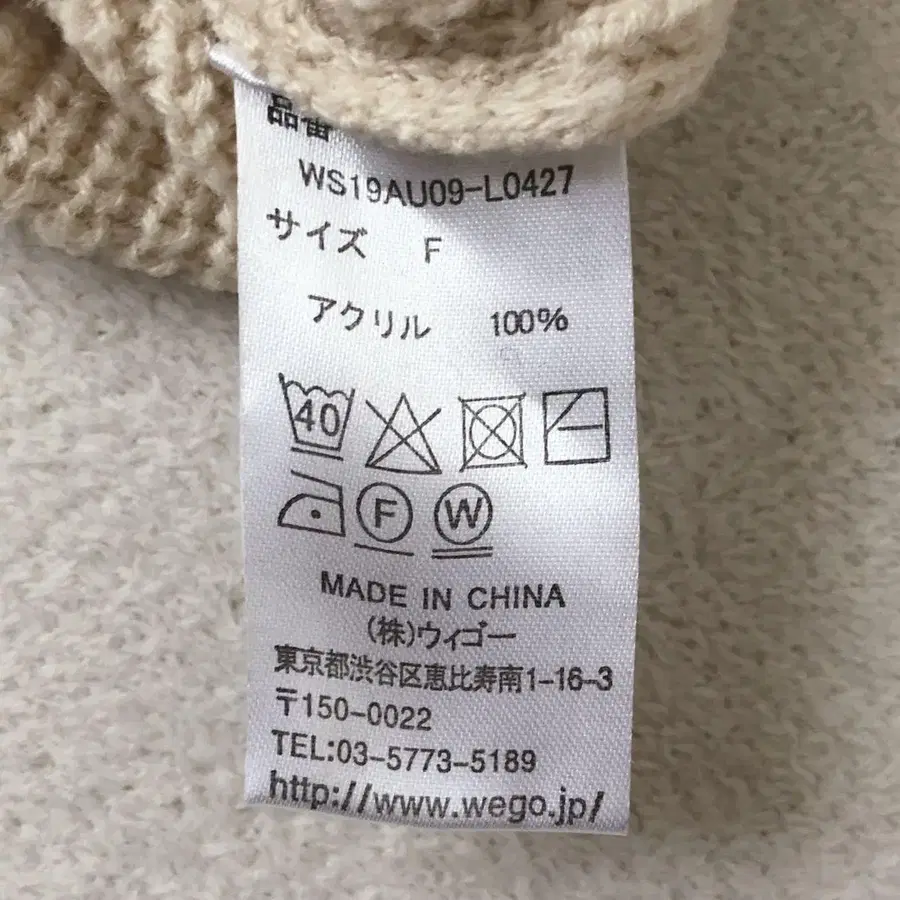 品番
WS19AU09-L0427
サイズ F
アクリル 100%
40
F W
MADE IN CHINA
(株)ウィゴー
東京都渋谷区恵比寿南1-16-3
〒150-0022
TEL:03-5773-5189
http://www.wego.jp/